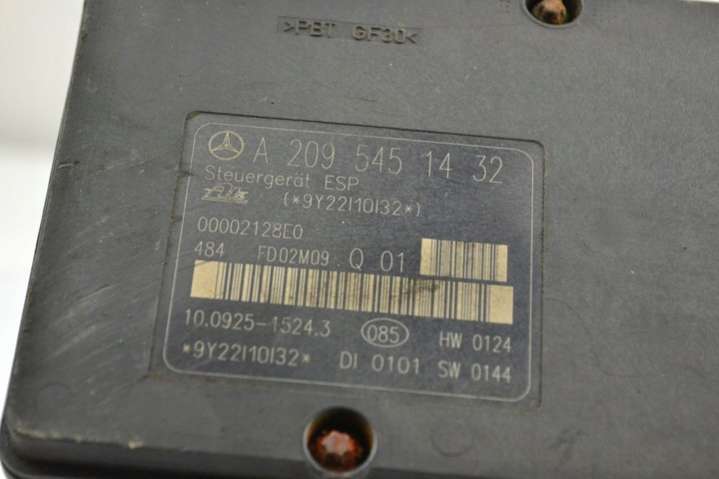 >PBT GF30<
A 209 545 14 32
Steuergerät ESP
Ate (*9Y22I10I32*)
00002128E0
484 FD02M09 Q 01
10.0925-1524.3 085 HW 0124
*9Y22I10I32* DI 0101 SW 0144